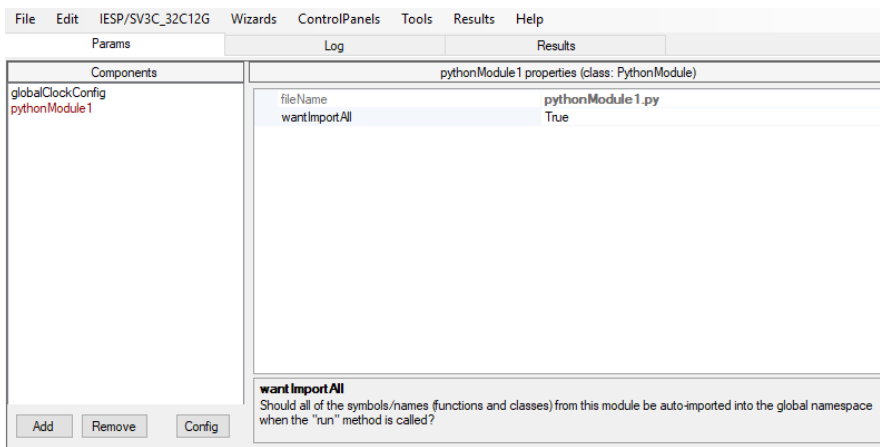 File Edit IESP/SV3C_32C12G Wizards ControlPanels Tools Results Help
Params Log Results
Components
globalClockConfig
pythonModule1
Add Remove Config
pythonModule1 properties (class: PythonModule)
fileName pythonModule1.py
wantImportAll True
wantImportAll
Should all of the symbols/names (functions and classes) from this module be auto-imported into the global namespace
when the "run" method is called?